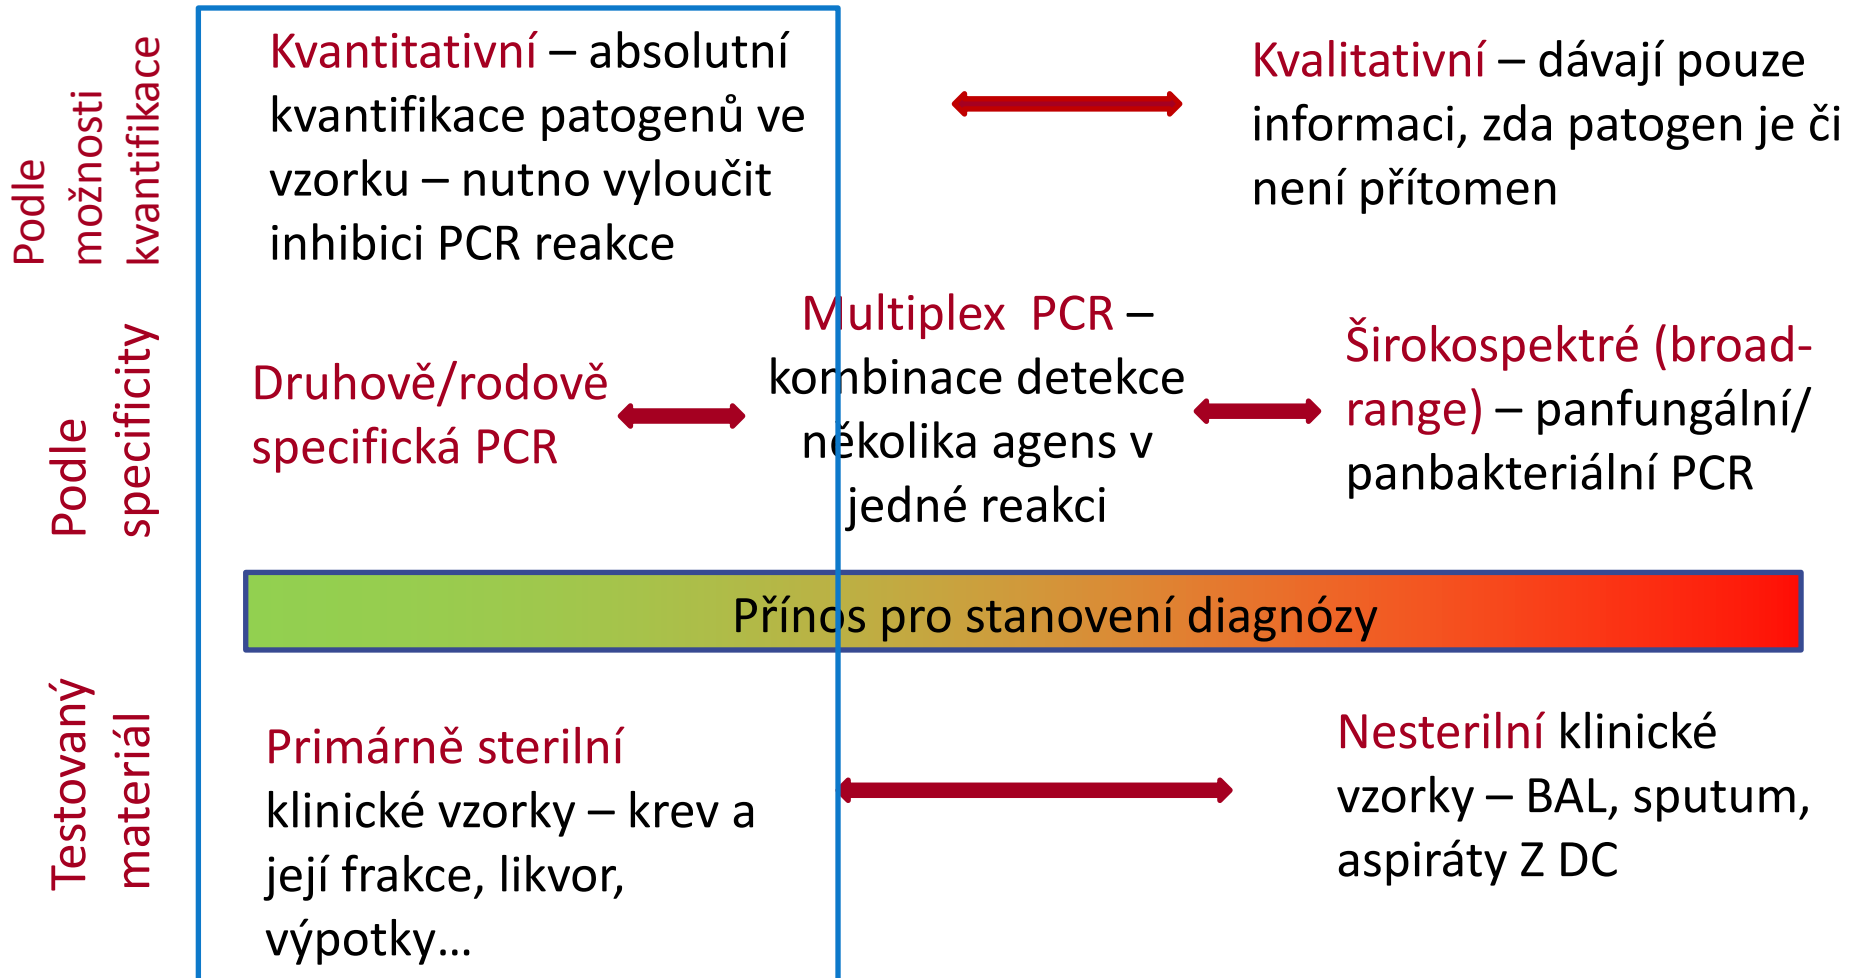 Podle
možnosti
kvantifikace
Kvantitativní – absolutní
kvantifikace patogenů ve
vzorku – nutno vyloučit
inhibici PCR reakce
Kvalitativní – dávají pouze
informaci, zda patogen je či
není přítomen
Podle
specificity
Druhově/rodově
specifická PCR
Multiplex  PCR –
kombinace detekce
několika agens v
jedné reakci
Širokospektré (broad-
range) – panfungální/
panbakteriální PCR
Přínos pro stanovení diagnózy
Testovaný
materiál
Primárně sterilní
klinické vzorky – krev a
její frakce, likvor,
výpotky…
Nesterilní klinické
vzorky – BAL, sputum,
aspiráty Z DC